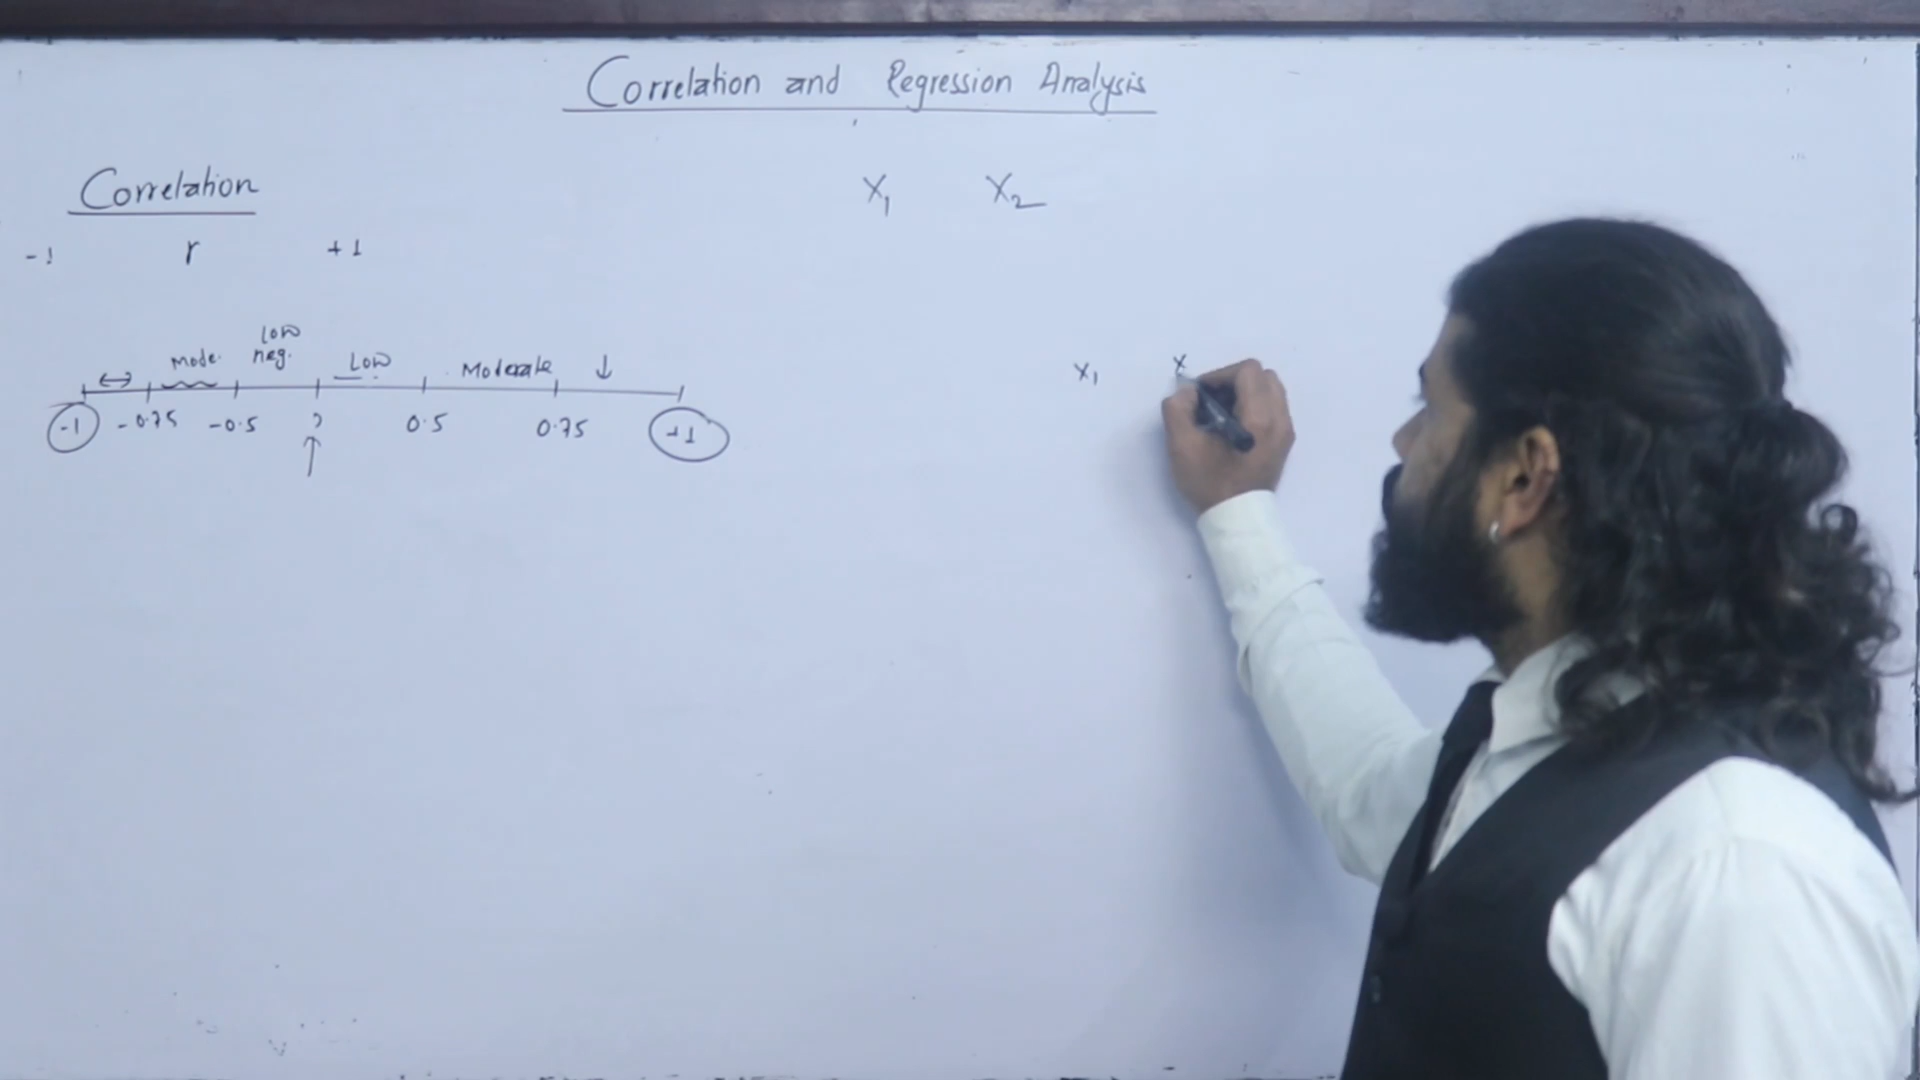 Correlation and Regression Analysis
Correlation
X1 X2
-1 r +1
Low
Mode. neg. Low Moderate ↓
X1 X
-1 -0.75 -0.5 0.5 0.75 +1